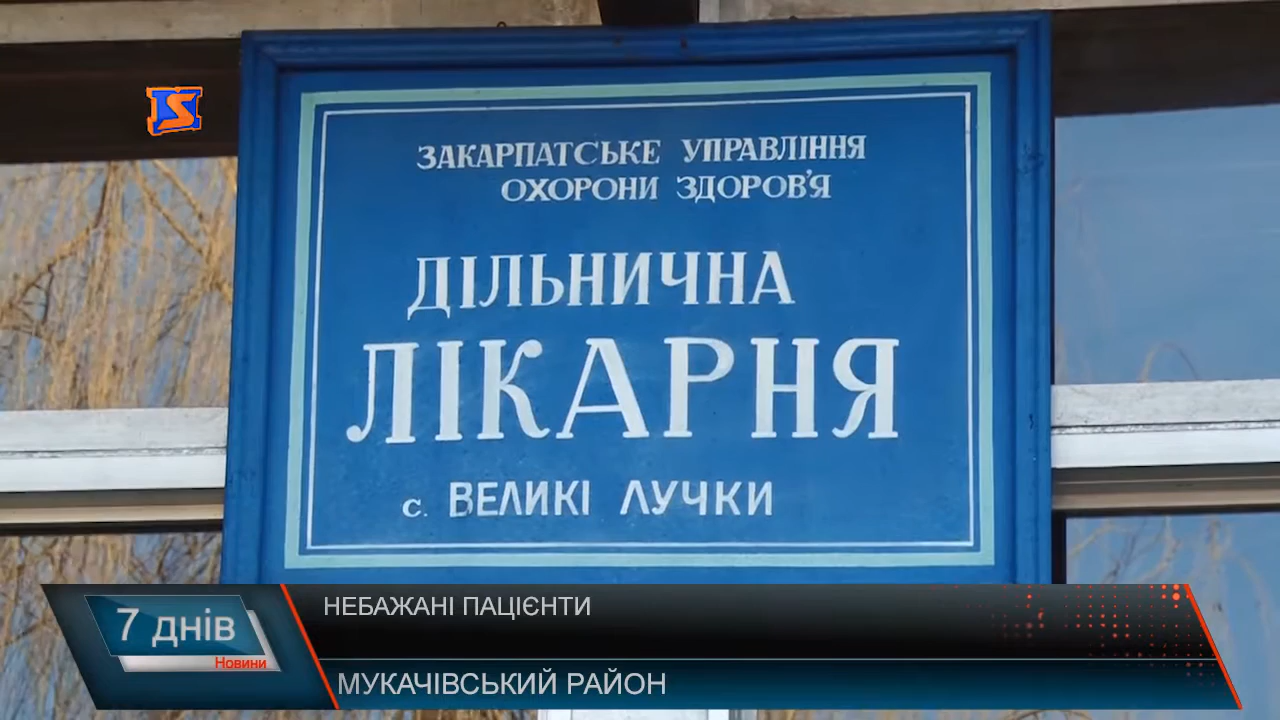 ЗАКАРПАТСЬКЕ УПРАВЛІННЯ
ОХОРОНИ ЗДОРОВ'Я
ДІЛЬНИЧНА
ЛІКАРНЯ
с. ВЕЛИКІ ЛУЧКИ
7 днів
Новини
НЕБАЖАНІ ПАЦІЄНТИ
МУКАЧІВСЬКИЙ РАЙОН